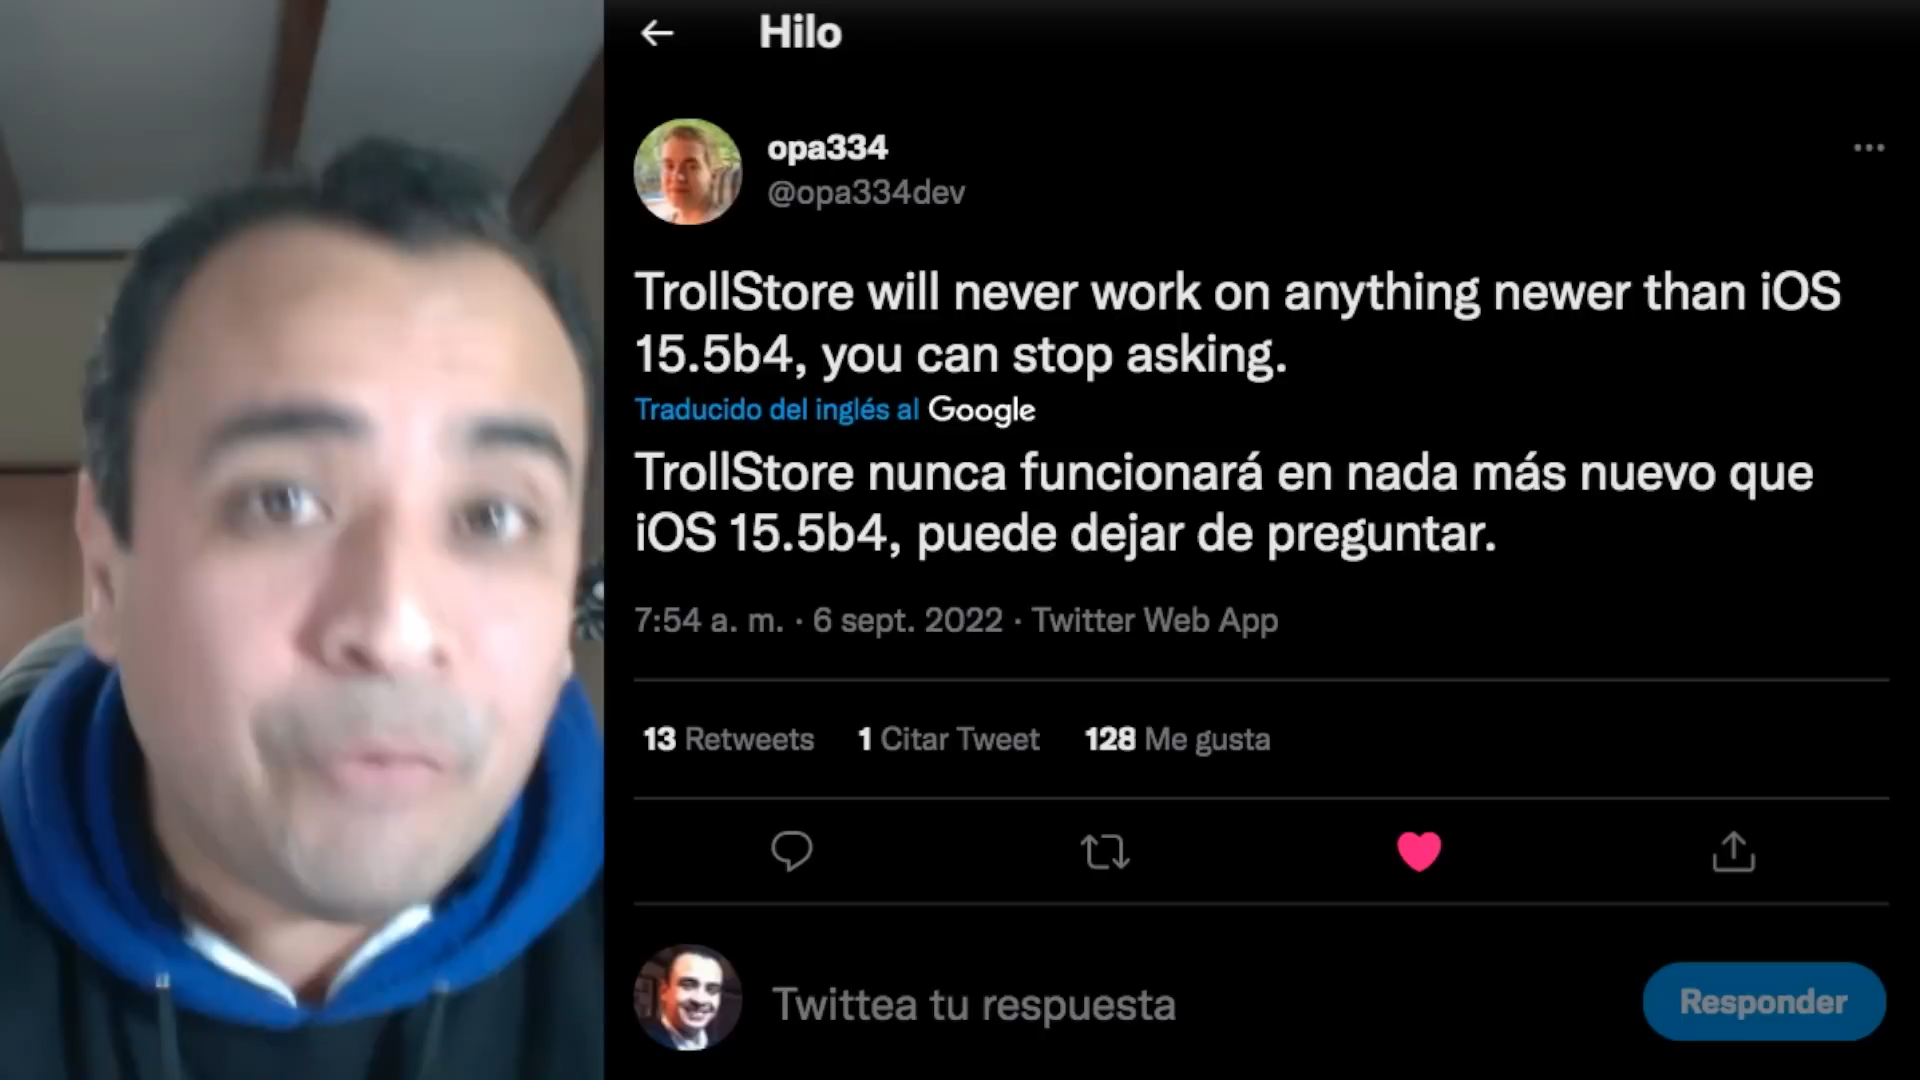 Hilo
opa334
@opa334dev
TrollStore will never work on anything newer than iOS
15.5b4, you can stop asking.
Traducido del inglés al Google
TrollStore nunca funcionará en nada más nuevo que
iOS 15.5b4, puede dejar de preguntar.
7:54 a. m. · 6 sept. 2022 · Twitter Web App
13 Retweets 1 Citar Tweet 128 Me gusta
Twittea tu respuesta
Responder